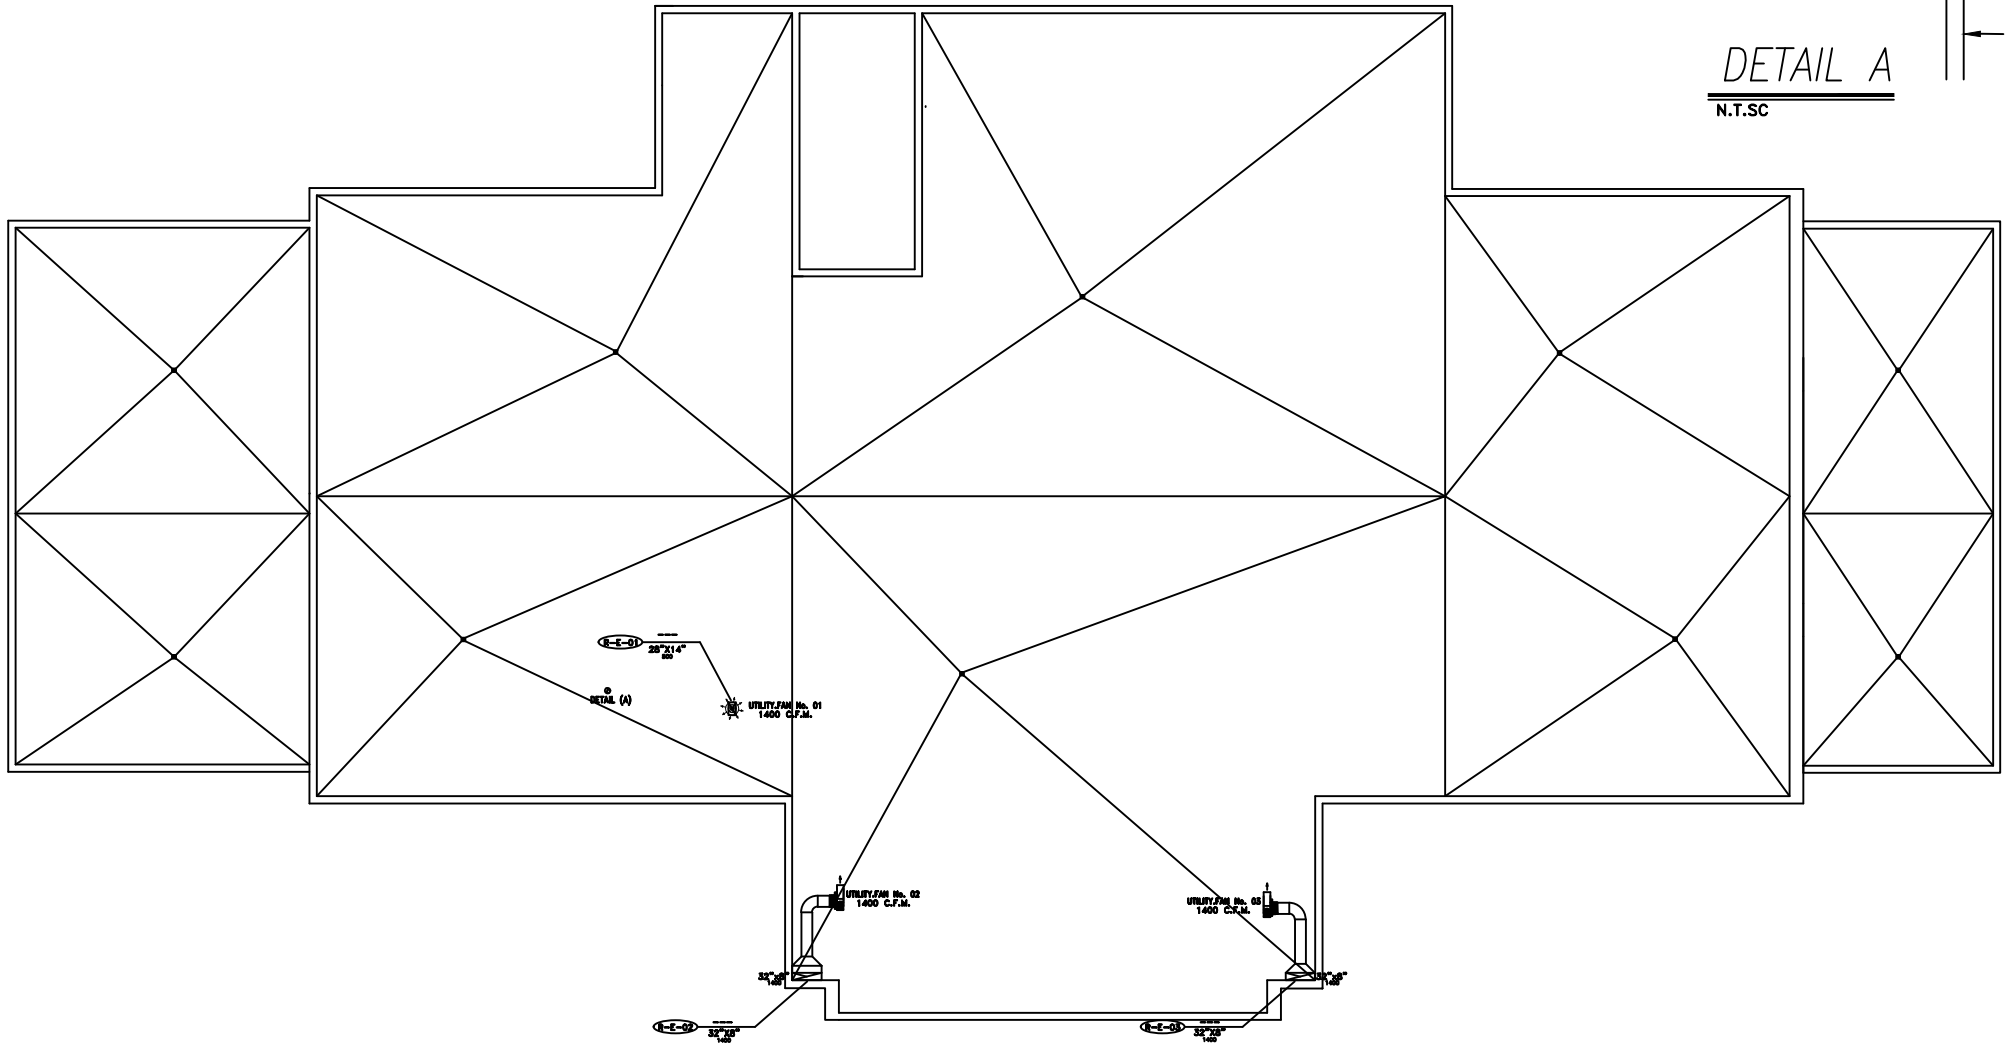 DETAIL A
N.T.SC
R-E-01
28"X14"
DETAIL (A)
UTILITY.FAN No. 01
1400 C.F.M.
UTILITY.FAN No. 02
1400 C.F.M.
UTILITY.FAN No. 03
1400 C.F.M.
32"x8"
1400
32"x8"
1400
R-E-02
32"X8"
1400
R-E-03
32"X8"
1400